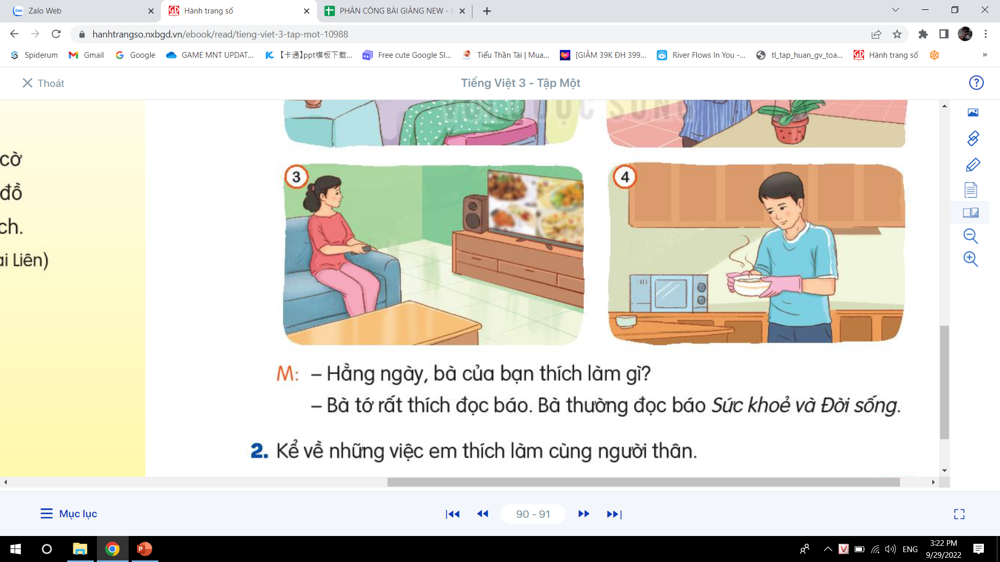 Zalo Web
Hành trang số
PHÂN CÔNG BÀI GIẢNG NEW -
hanhtrangso.nxbgd.vn/ebook/read/tieng-viet-3-tap-mot-10988
Spiderum
Gmail
Google
GAME MNT UPDAT...
【卡通】ppt模板下载...
Free cute Google Sl...
Tiểu Thần Tài | Mua...
[GIẢM 39K ĐH 399...
River Flows In You -...
tl_tap_huan_gv_toa...
Hành trang số
»
Thoát
Tiếng Việt 3 - Tập Một
?
cờ
đồ
ch.
ai Liên)
3
4
M: – Hằng ngày, bà của bạn thích làm gì?
– Bà tớ rất thích đọc báo. Bà thường đọc báo Sức khoẻ và Đời sống.
2. Kể về những việc em thích làm cùng người thân.
Mục lục
90 - 91
ENG
3:22 PM
9/29/2022